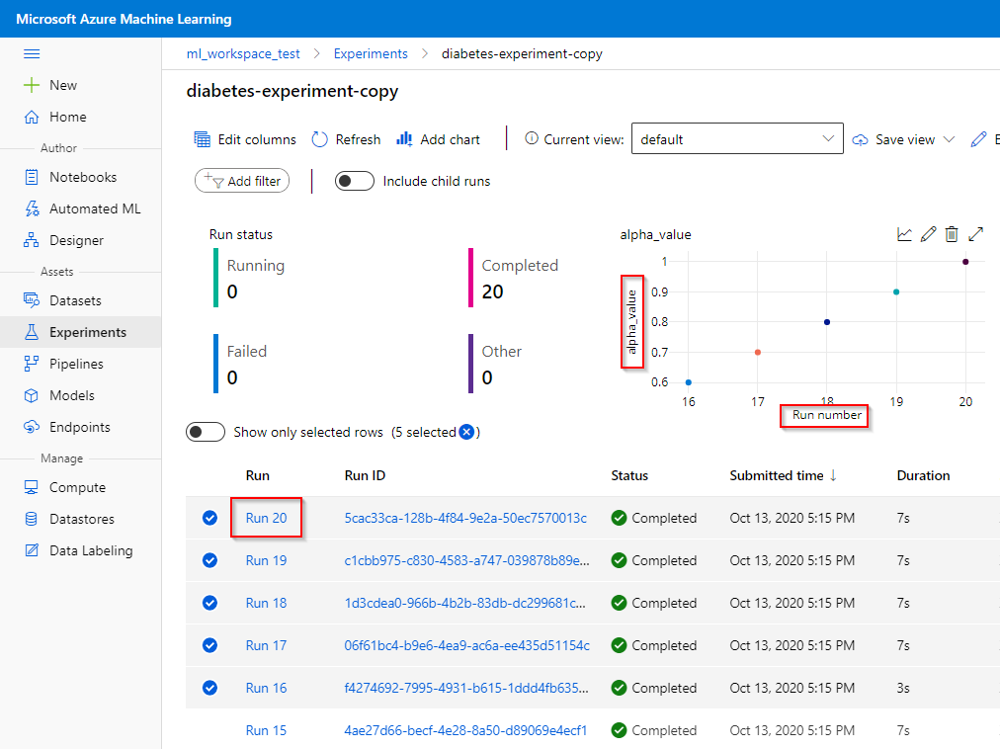 Microsoft Azure Machine Learning
ml_workspace_test > Experiments > diabetes-experiment-copy
New
Home
Author
Notebooks
Automated ML
Designer
Assets
Datasets
Experiments
Pipelines
Models
Endpoints
Manage
Compute
Datastores
Data Labeling
diabetes-experiment-copy
Edit columns Refresh Add chart Current view: default Save view E
Add filter Include child runs
Run status
Running
0
Completed
20
Failed
0
Other
0
alpha_value
alpha_value
1
0.9
0.8
0.7
0.6
16 17 18 19 20
Run number
Show only selected rows (5 selected )
Run Run ID Status Submitted time ↓ Duration
Run 20 5cac33ca-128b-4f84-9e2a-50ec7570013c Completed Oct 13, 2020 5:15 PM 7s
Run 19 c1cbb975-c830-4583-a747-039878b89e... Completed Oct 13, 2020 5:15 PM 7s
Run 18 1d3cdea0-966b-4b2b-83db-dc299681c... Completed Oct 13, 2020 5:15 PM 7s
Run 17 06f61bc4-b9e6-4ea9-ac6a-ee435d51154c Completed Oct 13, 2020 5:15 PM 7s
Run 16 f4274692-7995-4931-b615-1ddd4fb635... Completed Oct 13, 2020 5:15 PM 3s
Run 15 4ae27d66-becf-4e28-8a50-d89069e4ecf1 Completed Oct 13, 2020 5:15 PM 7s